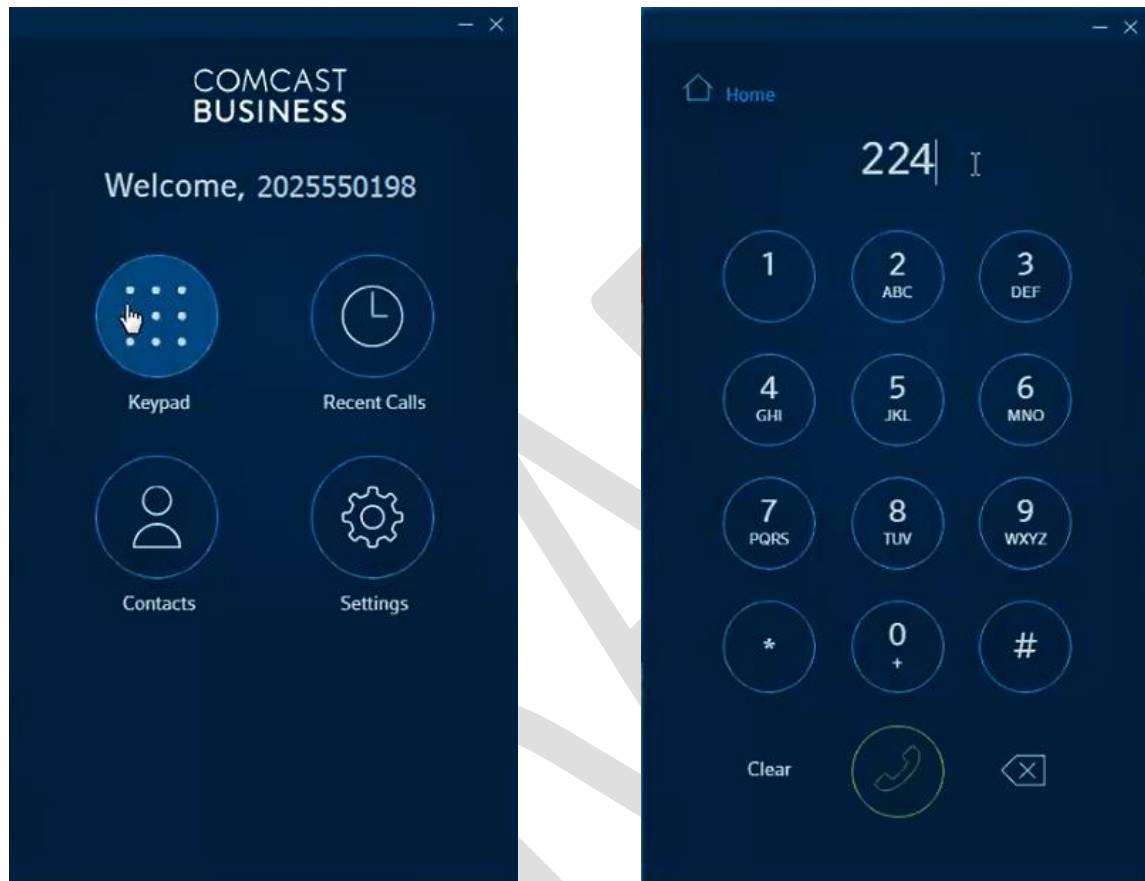 COMCAST
BUSINESS
Welcome, 2025550198
Keypad
Recent Calls
Contacts
Settings
Home
224
1
2
3
ABC
DEF
4
5
6
GHI
JKL
MNO
7
8
9
PQRS
TUV
WXYZ
*
0
#
+
Clear